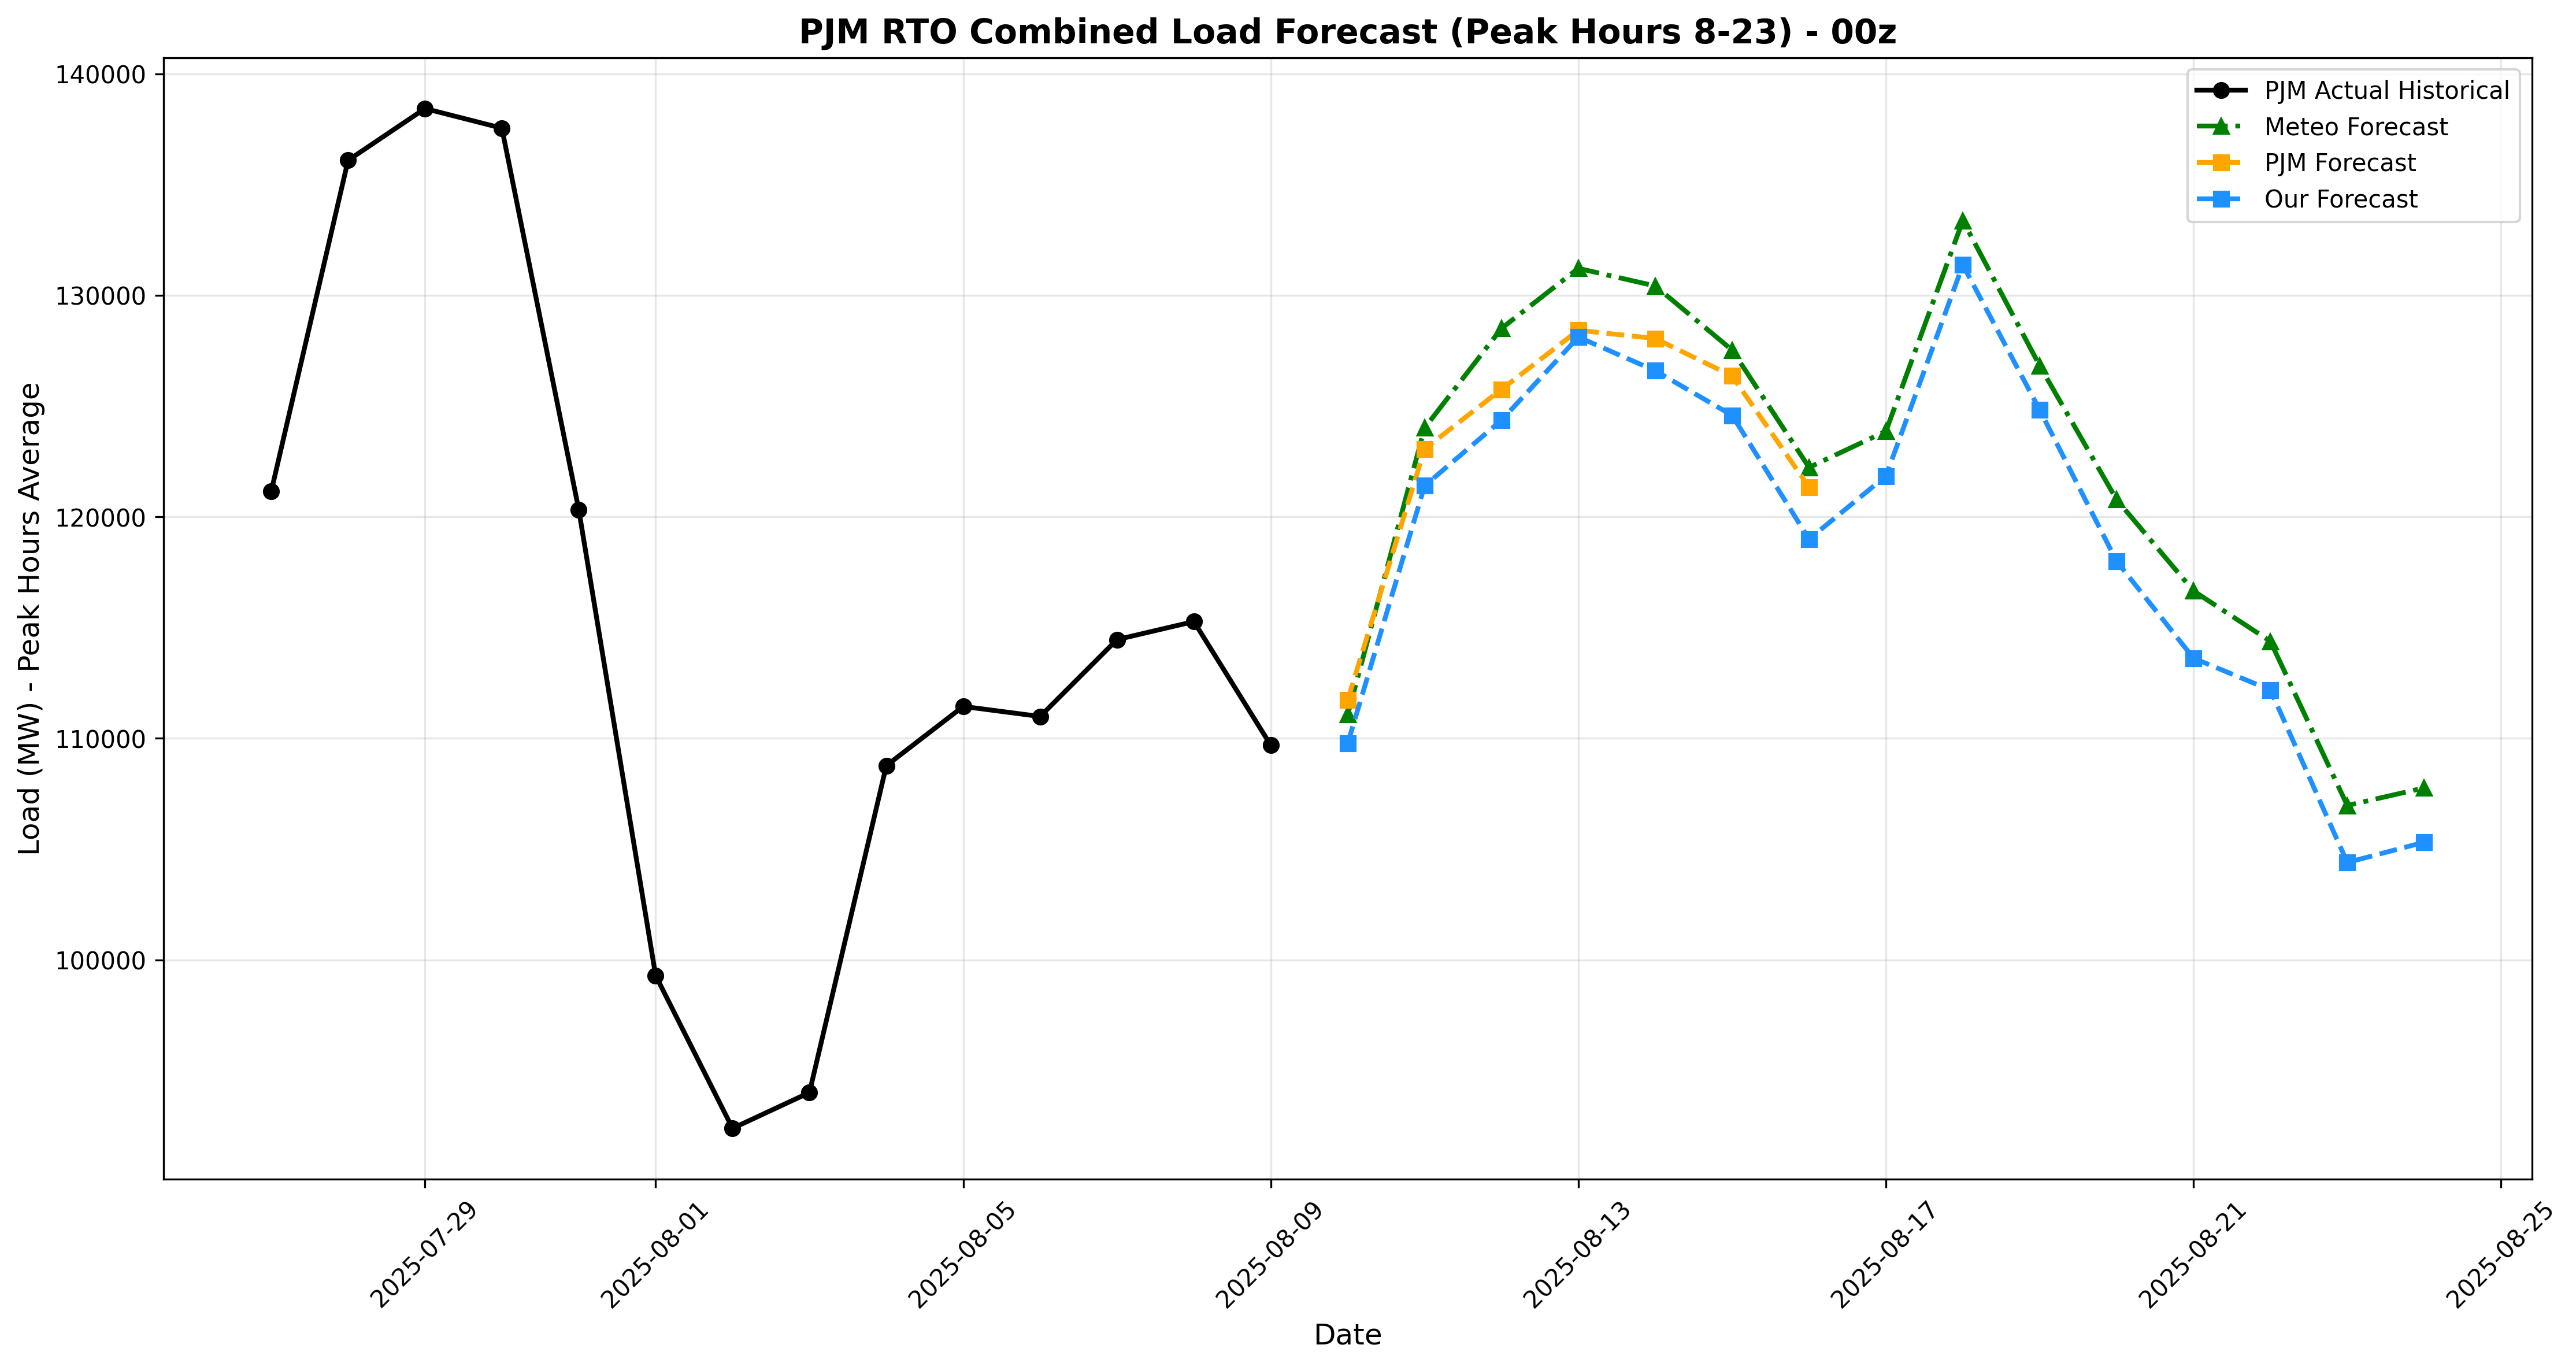 PJM RTO Combined Load Forecast (Peak Hours 8-23) - 00z
PJM Actual Historical
Meteo Forecast
PJM Forecast
Our Forecast
Load (MW) - Peak Hours Average
140000
130000
120000
110000
100000
2025-07-29
2025-08-01
2025-08-05
2025-08-09
2025-08-13
2025-08-17
2025-08-21
2025-08-25
Date